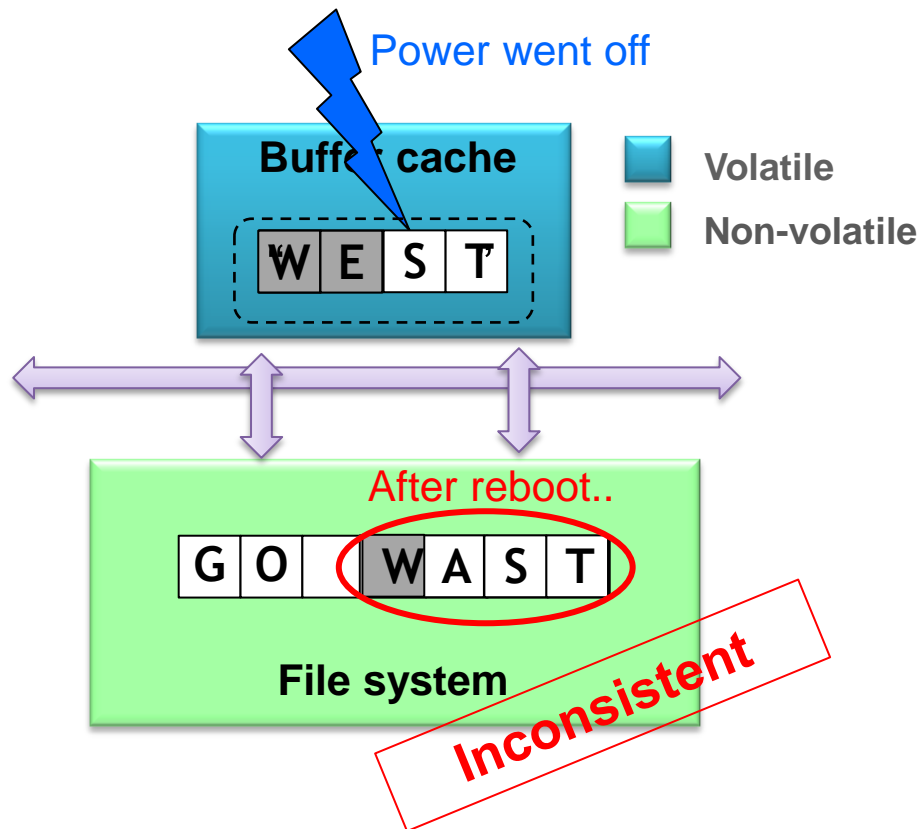 Power went off
Buffer cache
Volatile
Non-volatile
“W E S T”
After reboot..
G O W A S T
File system
Inconsistent